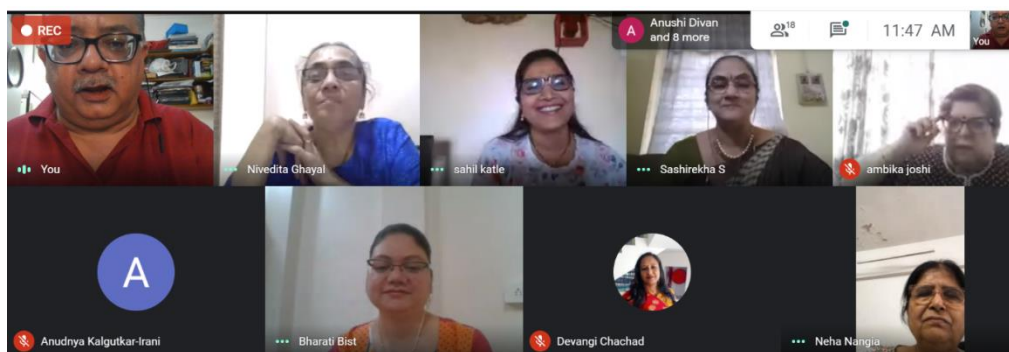 REC
A
Anushi Divan
and 8 more
18
11:47 AM
You
You
Nivedita Ghayal
sahil katle
Sashirekha S
ambika joshi
A
Anudnya Kalgutkar-Irani
Bharati Bist
Devangi Chachad
Neha Nangia